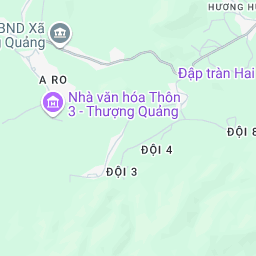 HƯƠNG HƯ
BND Xã
g Quảng
Đập tràn Hai
A RO
Nhà văn hóa Thôn
3 - Thượng Quảng
ĐỘI 8
ĐỘI 4
ĐỘI 3